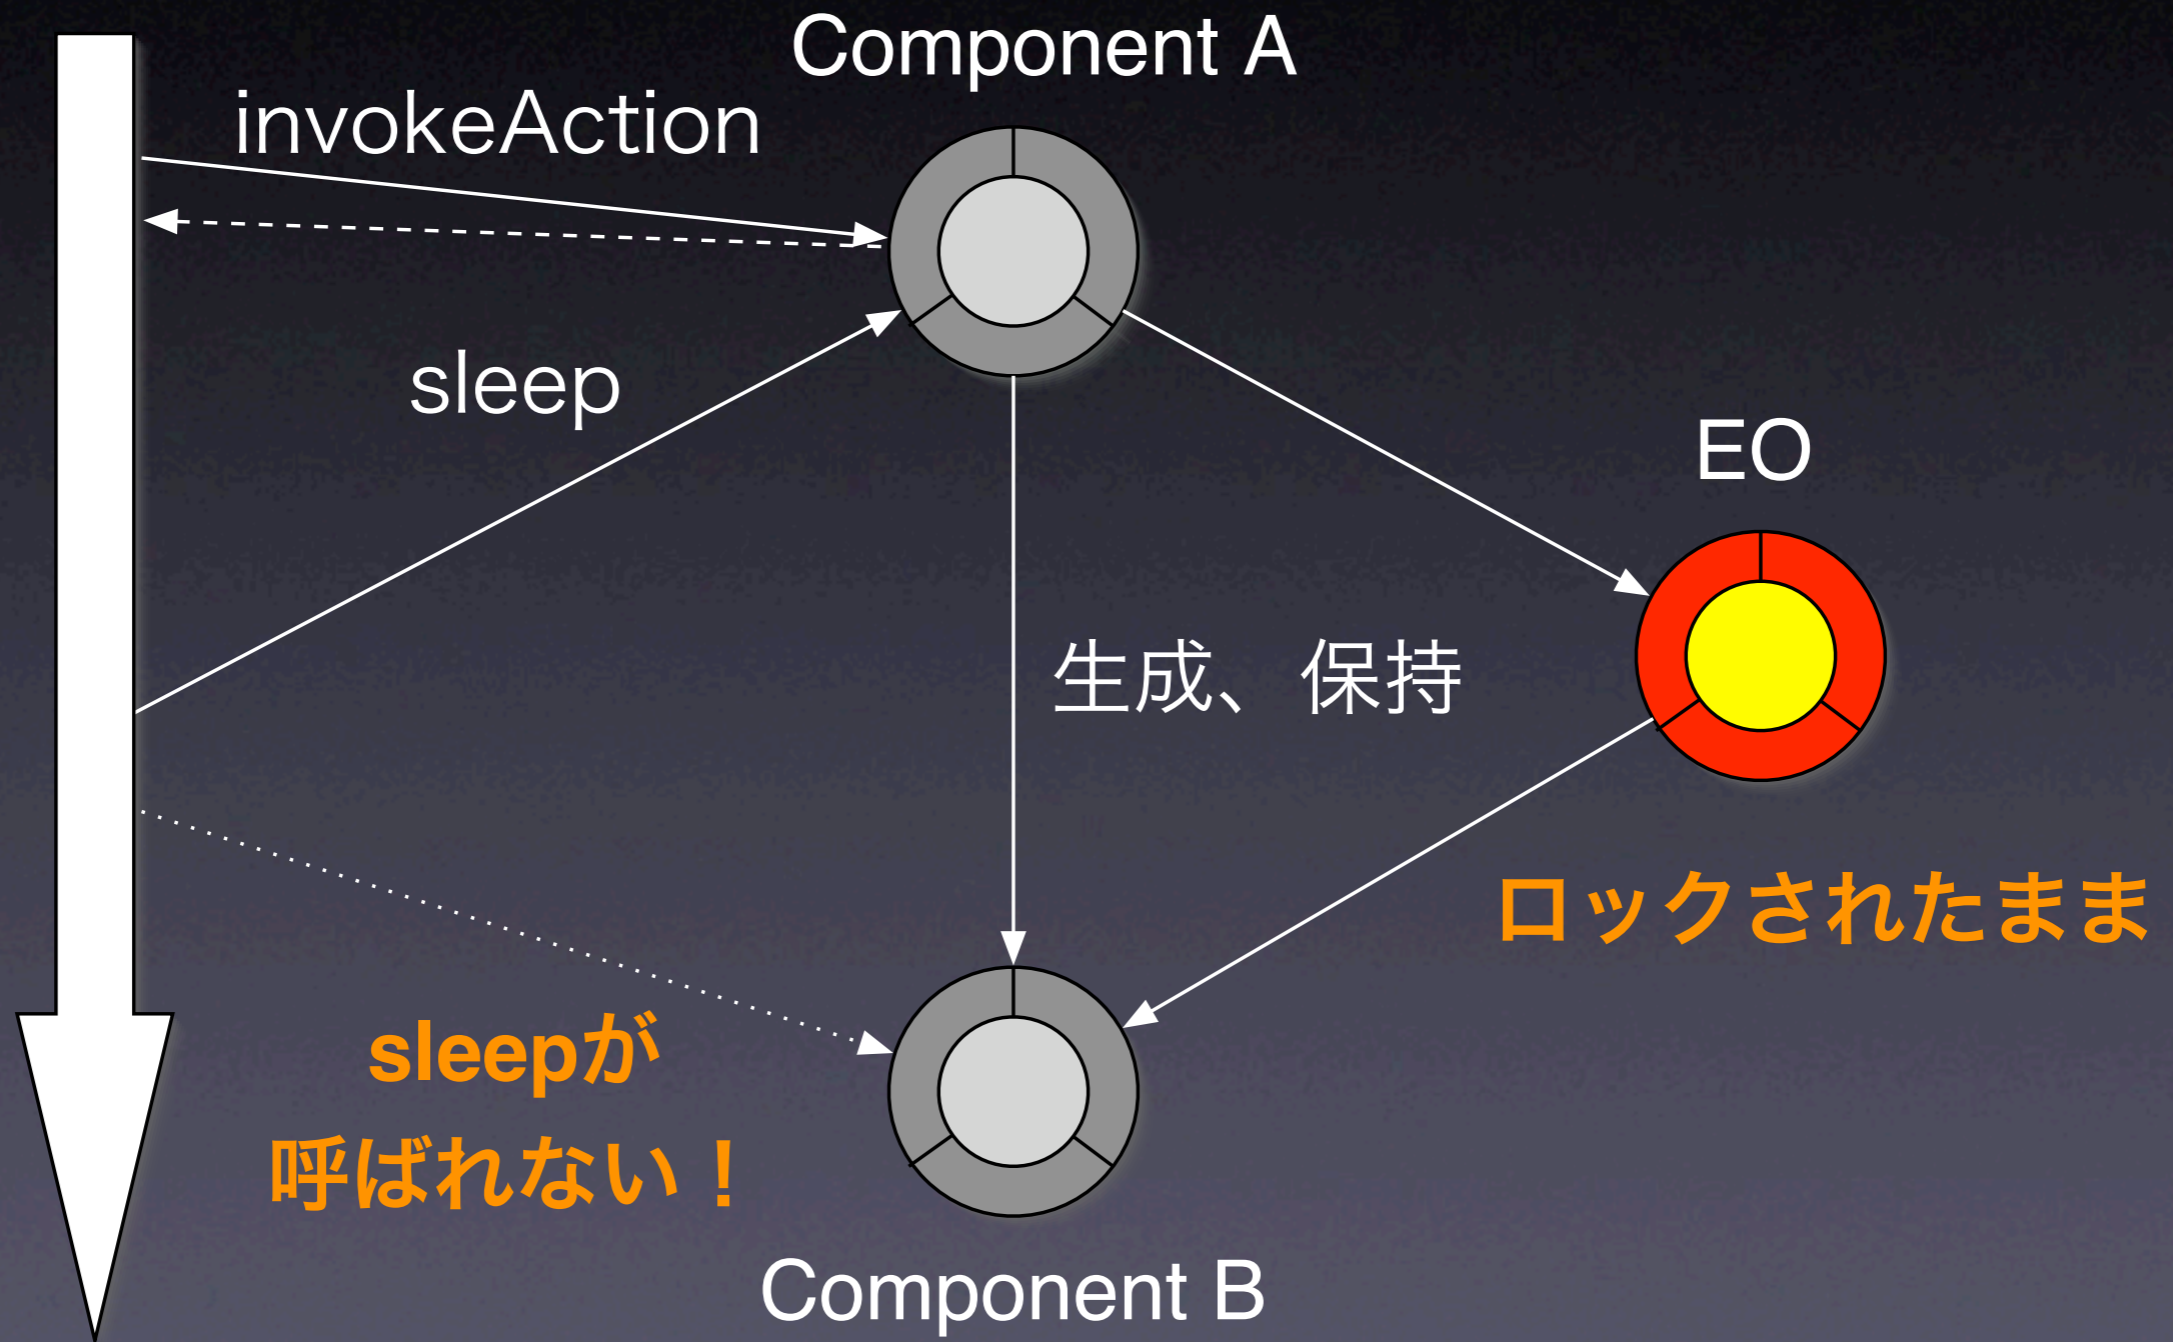 Component A
invokeAction
sleep
EO
生成、保持
ロックされたまま
sleepが
呼ばれない！
Component B